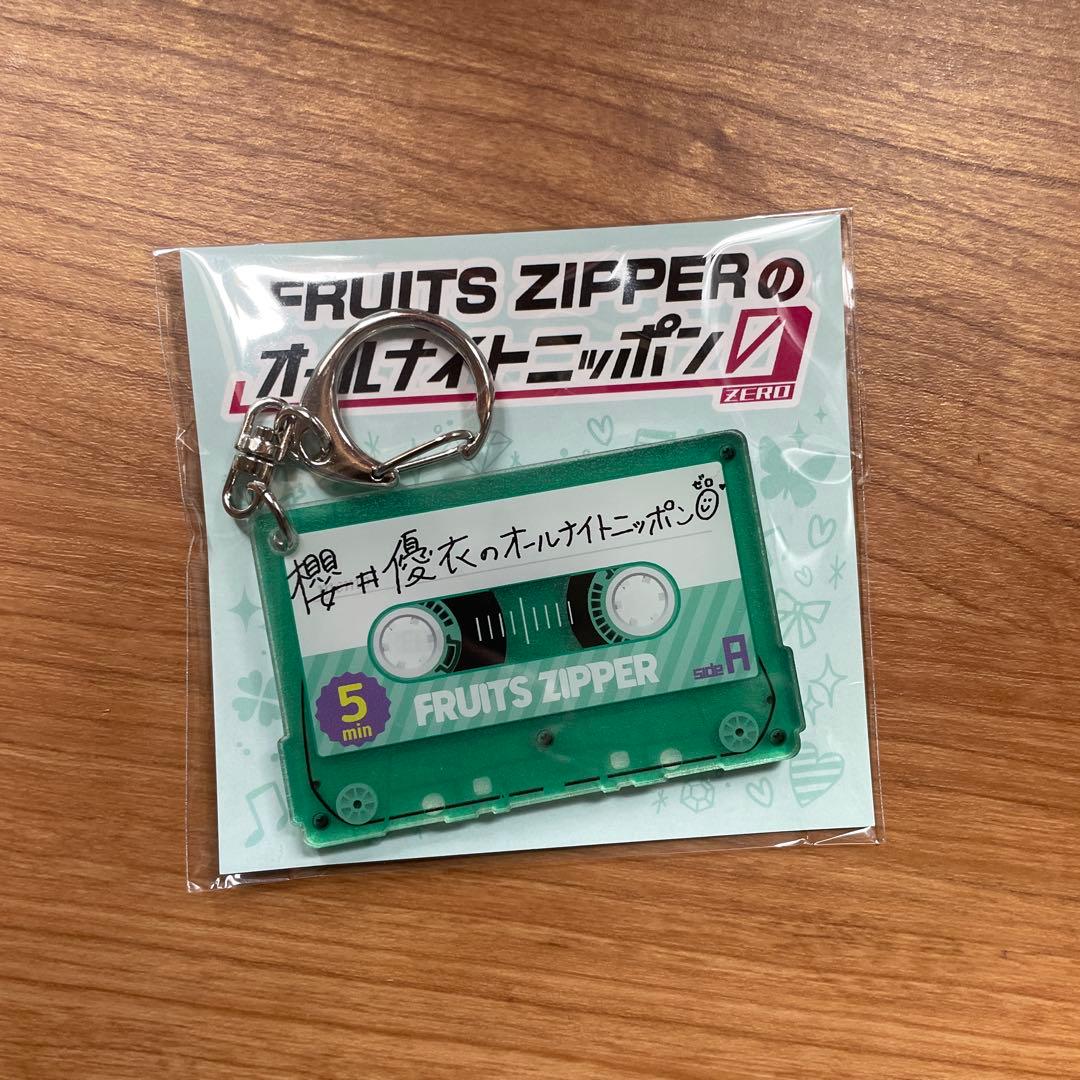 FRUITS ZIPPERの
オールナイトニッポン0
ZERO
ゼロ
櫻井優衣のオールナイトニッポン
FRUITS ZIPPER
side A
5
min